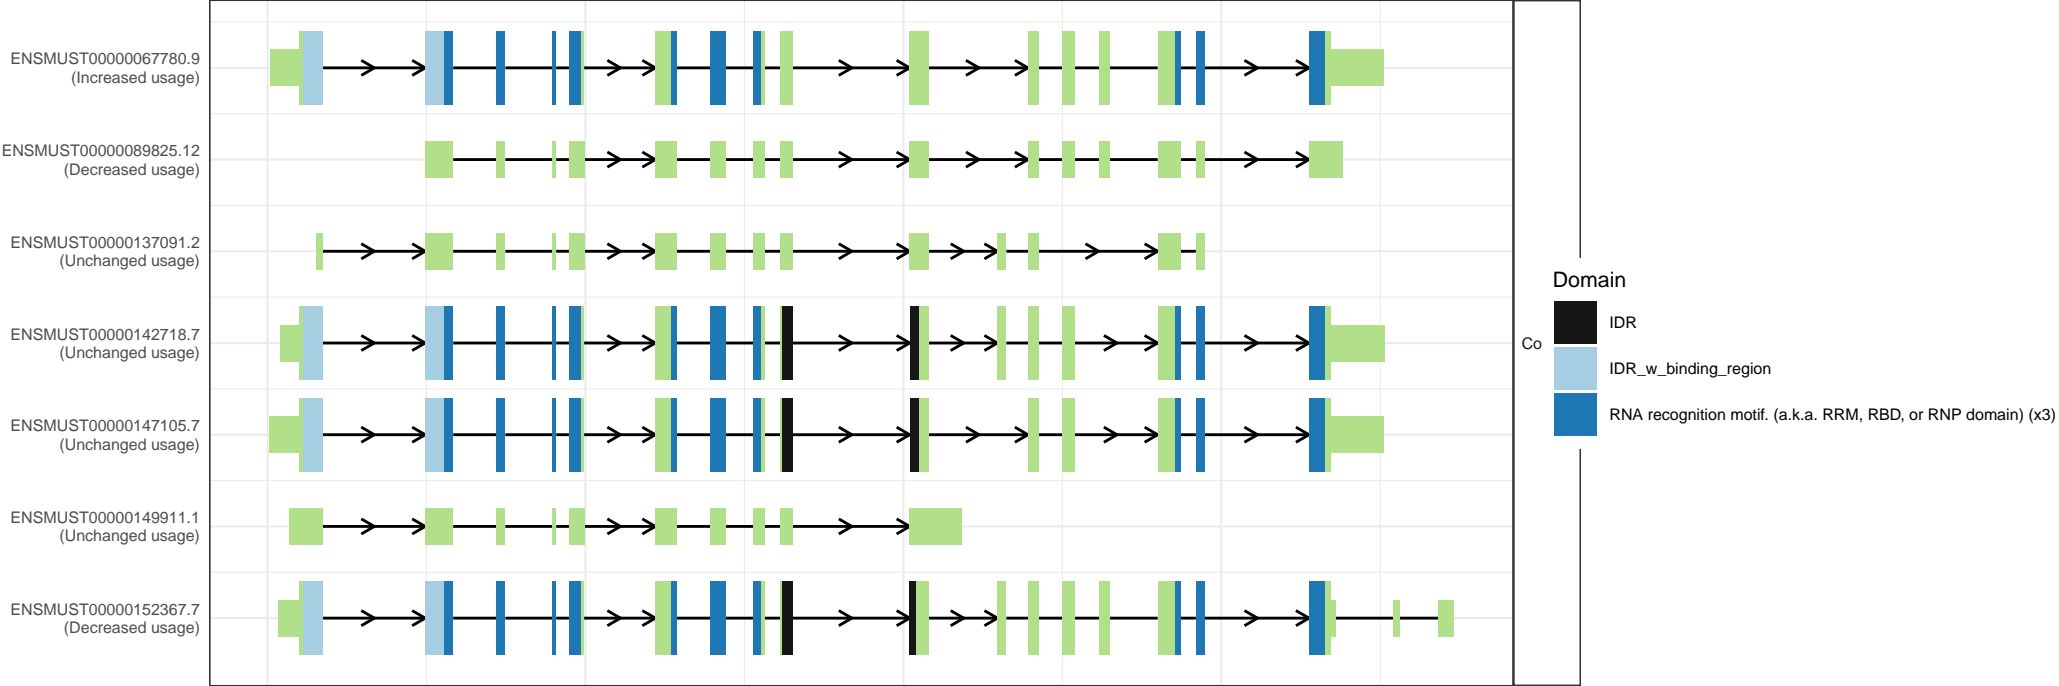 ENSMUST00000067780.9
(Increased usage)
ENSMUST00000089825.12
(Decreased usage)
ENSMUST00000137091.2
(Unchanged usage)
ENSMUST00000142718.7
(Unchanged usage)
ENSMUST00000147105.7
(Unchanged usage)
ENSMUST00000149911.1
(Unchanged usage)
ENSMUST00000152367.7
(Decreased usage)
Co
Domain
IDR
IDR_w_binding_region
RNA recognition motif. (a.k.a. RRM, RBD, or RNP domain) (x3)